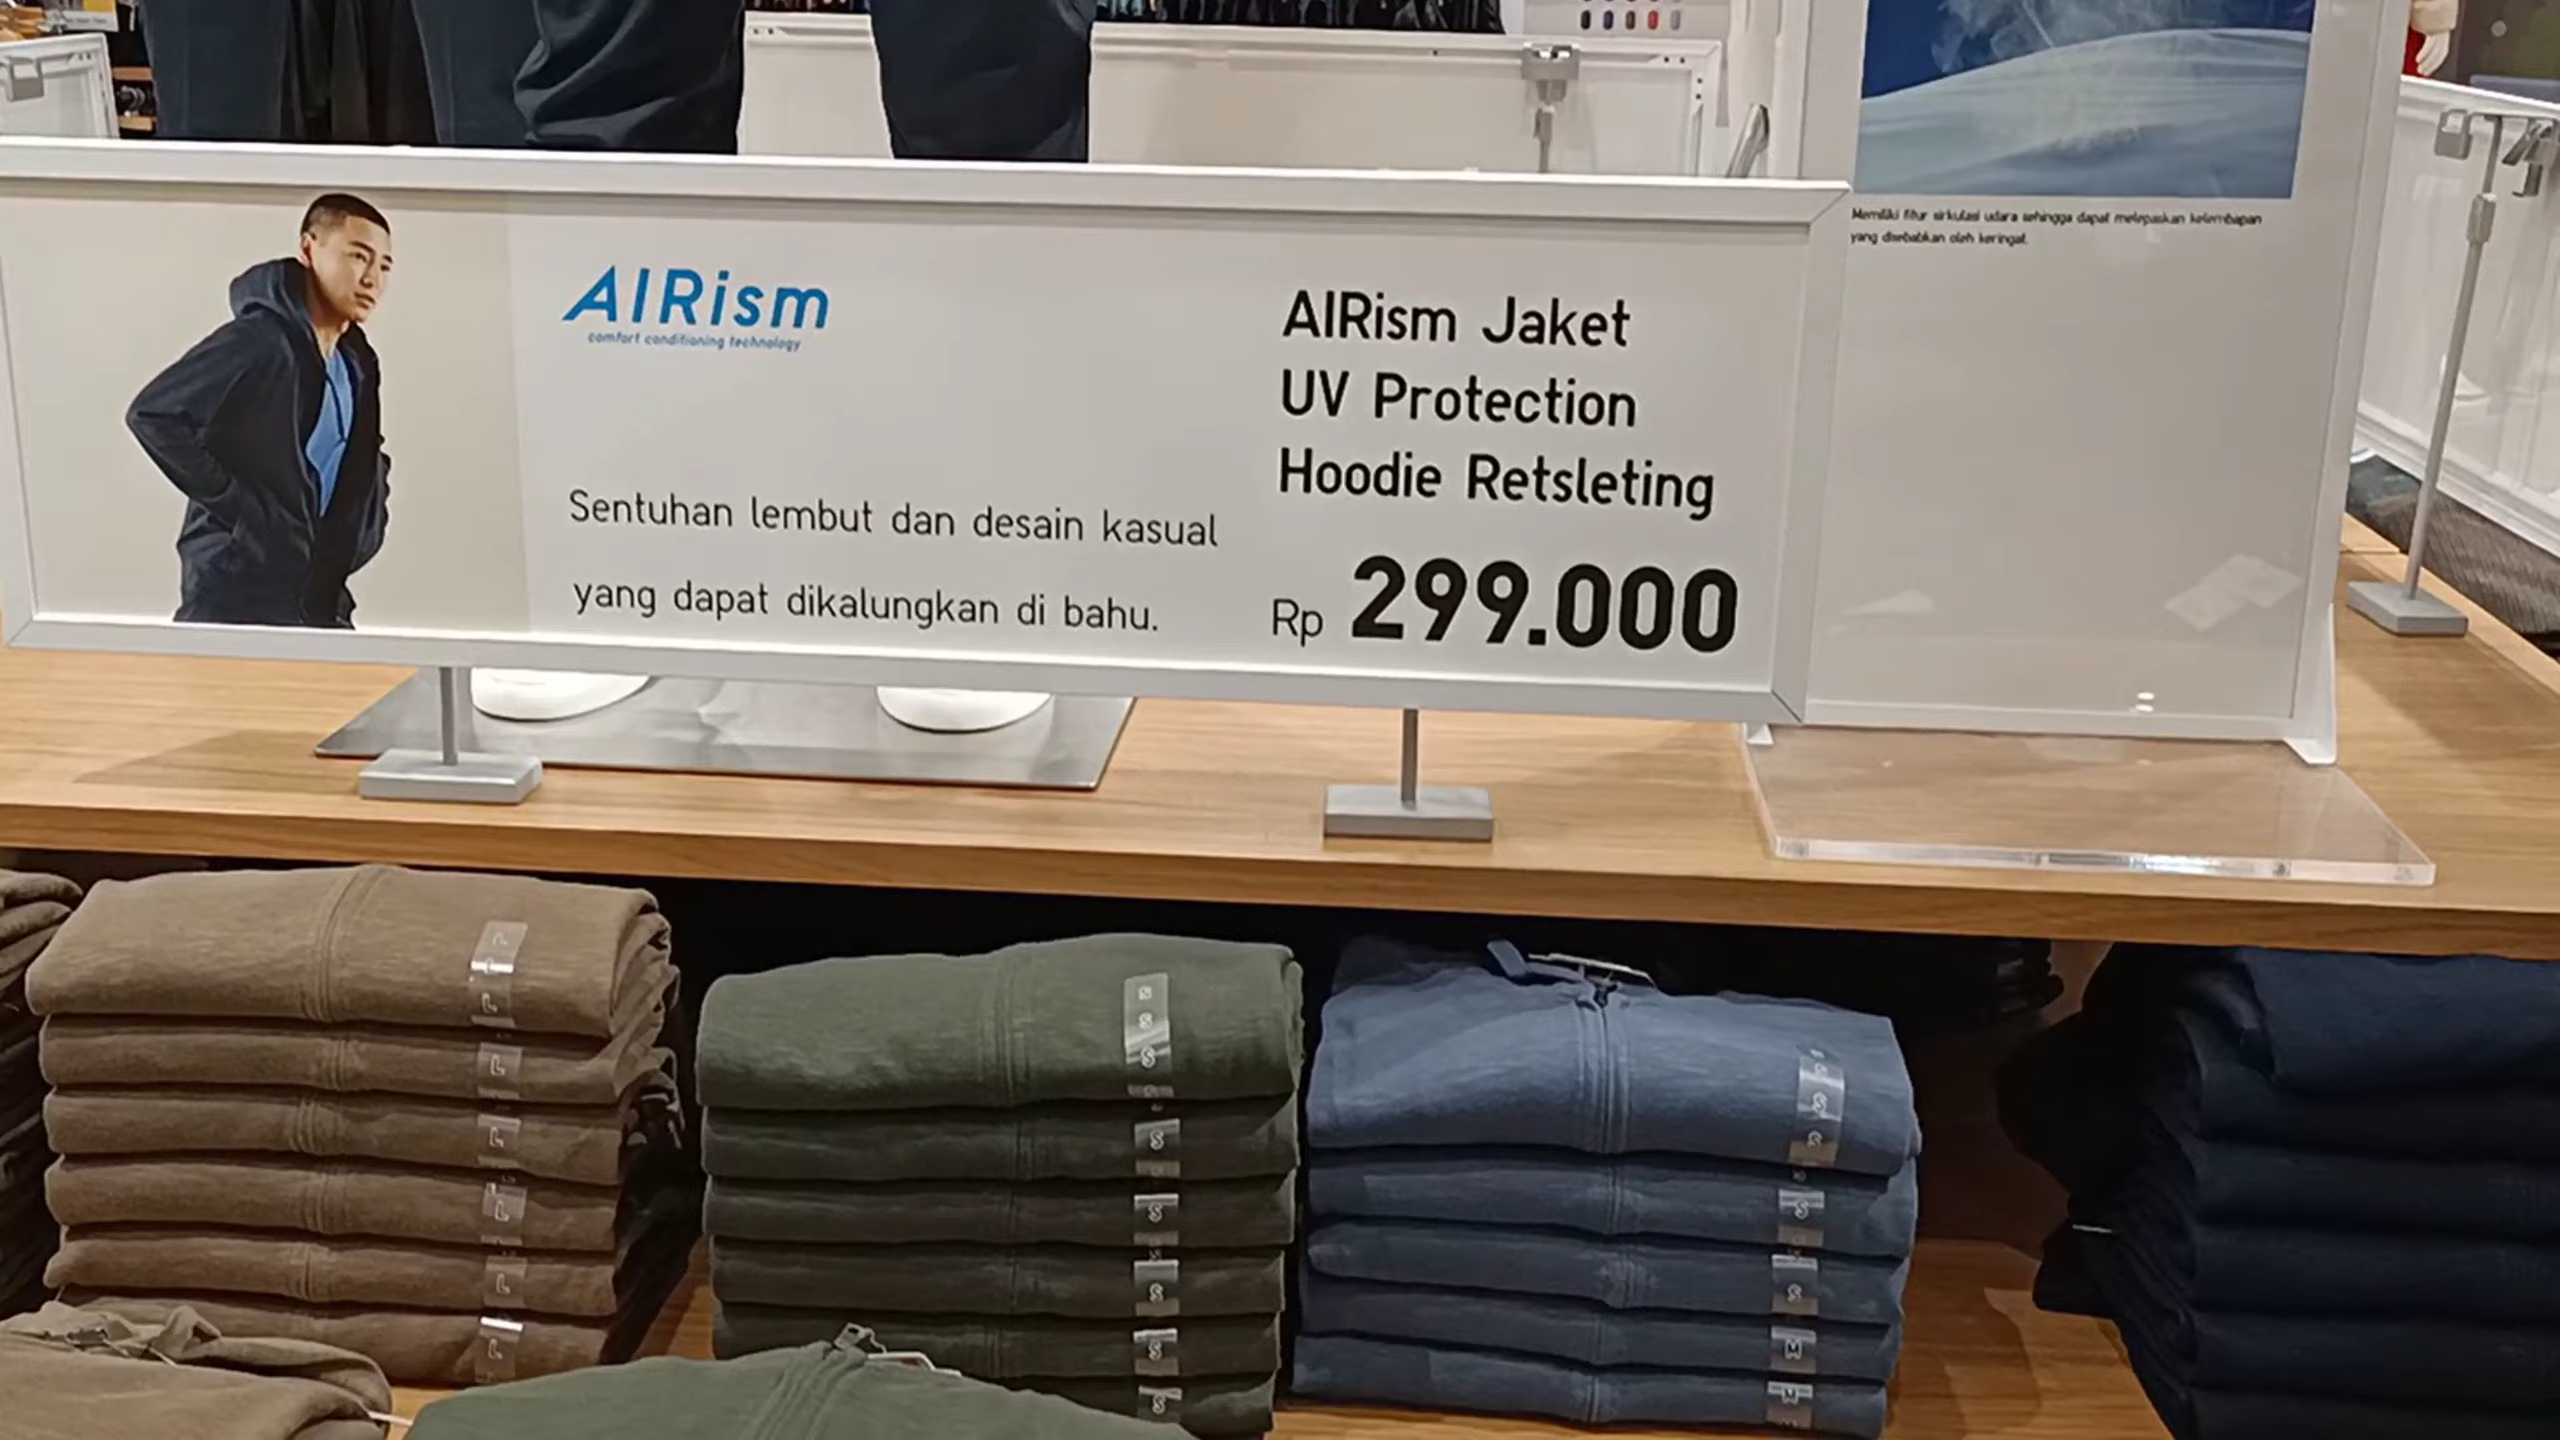 AIRism
comfort conditioning technology
Sentuhan lembut dan desain kasual
yang dapat dikalungkan di bahu.
AIRism Jaket
UV Protection
Hoodie Retsleting
Rp 299.000
Memiliki fitur sirkulasi udara sehingga dapat melepaskan kelembapan
yang disebabkan oleh keringat.
L
L
L
L
L
S
S
S
S
S
S
S
S
S
S
S
S
M
M